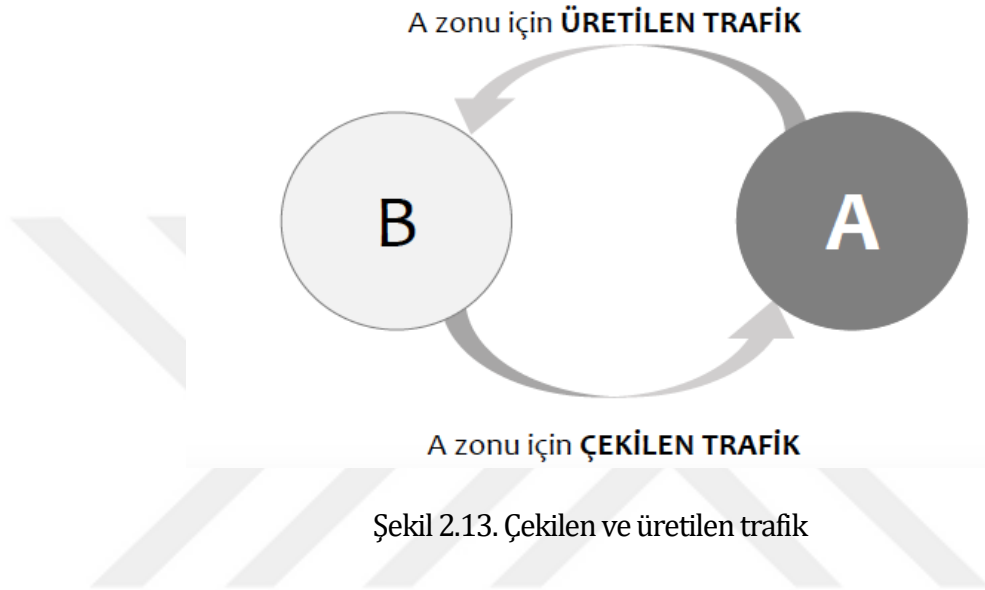 A zonu için ÜRETİLEN TRAFİK
B
A
A zonu için ÇEKİLEN TRAFİK
Şekil 2.13. Çekilen ve üretilen trafik